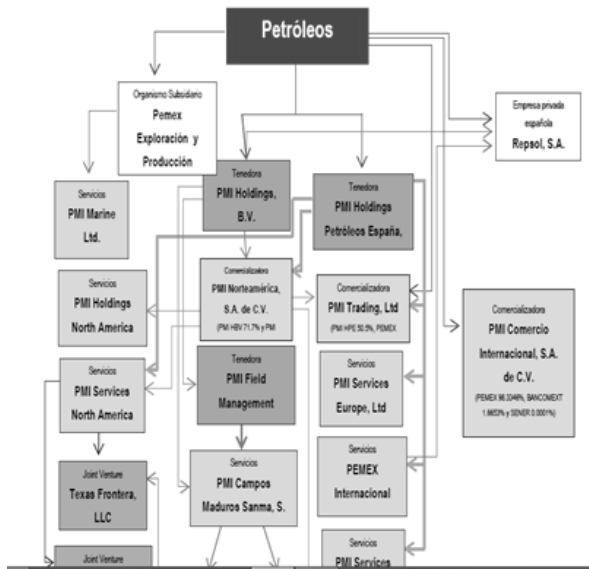 Petróleos
Organismo Subsidiario
Pemex
Exploración y
Producción
Empresa privada
española
Repsol, S.A.
Tenedora
PMI Holdings,
B.V.
Tenedora
PMI Holdings
Petróleos España,
Servicios
PMI Marine
Ltd.
Servicios
PMI Holdings
North America
Comercializadora
PMI Norteamérica,
S.A. de C.V.
(PMI HBV 71.7% y PMI
Comercializadora
PMI Trading, Ltd
(PMI HPE 50.5%, PEMEX
Comercializadora
PMI Comercio
Internacional, S.A.
de C.V.
(PEMEX 98.3346%, BANCOMEXT
1.6653% y SENER 0.0001%)
Servicios
PMI Services
North America
Tenedora
PMI Field
Management
Servicios
PMI Services
Europe, Ltd
Joint Venture
Texas Frontera,
LLC
Servicios
PMI Campos
Maduros Sanma, S.
Servicios
PEMEX
Internacional
Joint Venture
Servicios
PMI Services